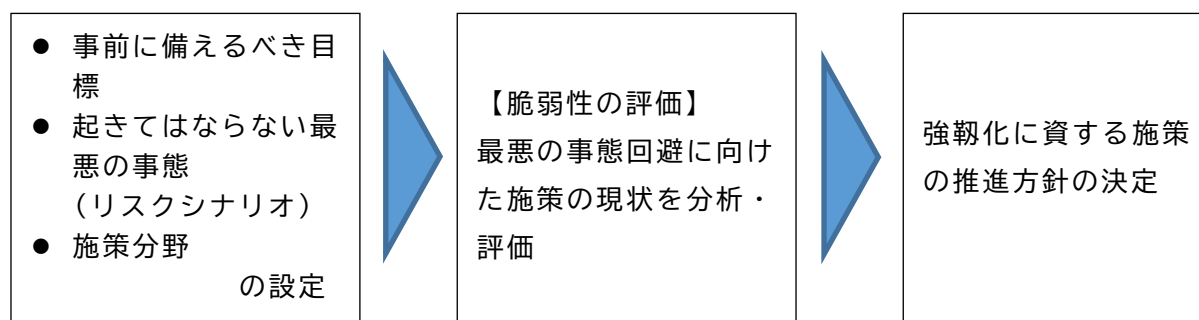 ● 事前に備えるべき目
標
● 起きてはならない最
悪の事態
（リスクシナリオ）
● 施策分野
の設定
【脆弱性の評価】
最悪の事態回避に向け
た施策の現状を分析・
評価
強靱化に資する施策
の推進方針の決定